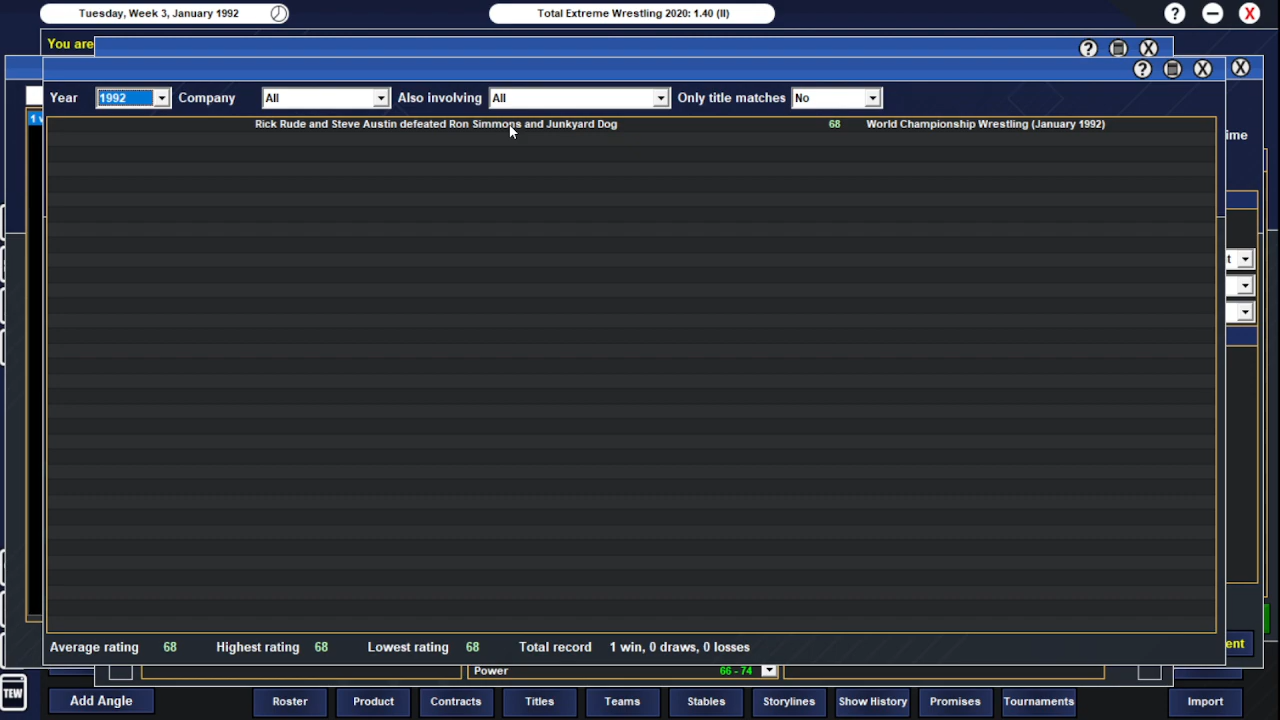 Tuesday, Week 3, January 1992
Total Extreme Wrestling 2020: 1.40 (II)
?
X
You are
?
X
?
X
X
Year
1992
Company
All
Also involving
All
Only title matches
No
1 w
Rick Rude and Steve Austin defeated Ron Simmons and Junkyard Dog
68
World Championship Wrestling (January 1992)
ime
t
Average rating
68
Highest rating
68
Lowest rating
68
Total record
1 win, 0 draws, 0 losses
ent
Power
66 - 74
TEW
Add Angle
Roster
Product
Contracts
Titles
Teams
Stables
Storylines
Show History
Promises
Tournaments
Import